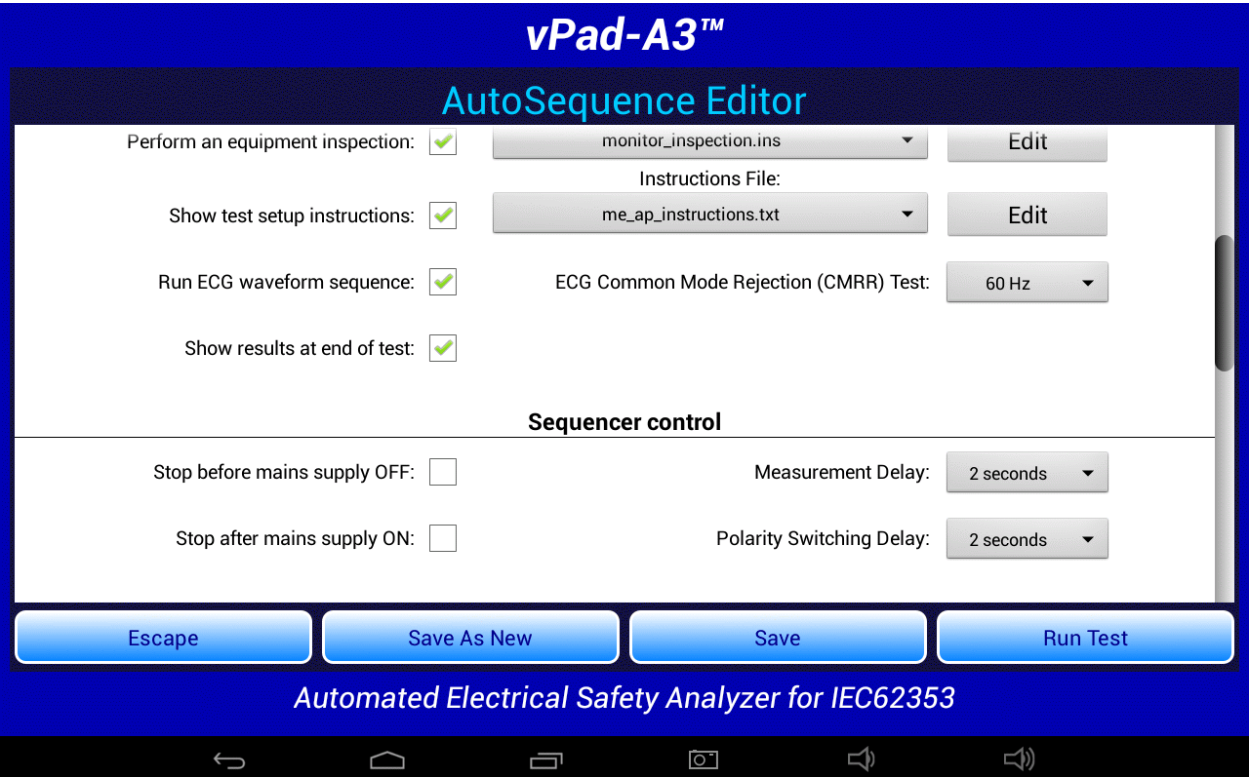 vPad-A3™
AutoSequence Editor
Perform an equipment inspection: monitor_inspection.ins Edit
Instructions File:
Show test setup instructions: me_ap_instructions.txt Edit
Run ECG waveform sequence: ECG Common Mode Rejection (CMRR) Test: 60 Hz
Show results at end of test:
Sequencer control
Stop before mains supply OFF: Measurement Delay: 2 seconds
Stop after mains supply ON: Polarity Switching Delay: 2 seconds
Escape Save As New Save Run Test
Automated Electrical Safety Analyzer for IEC62353